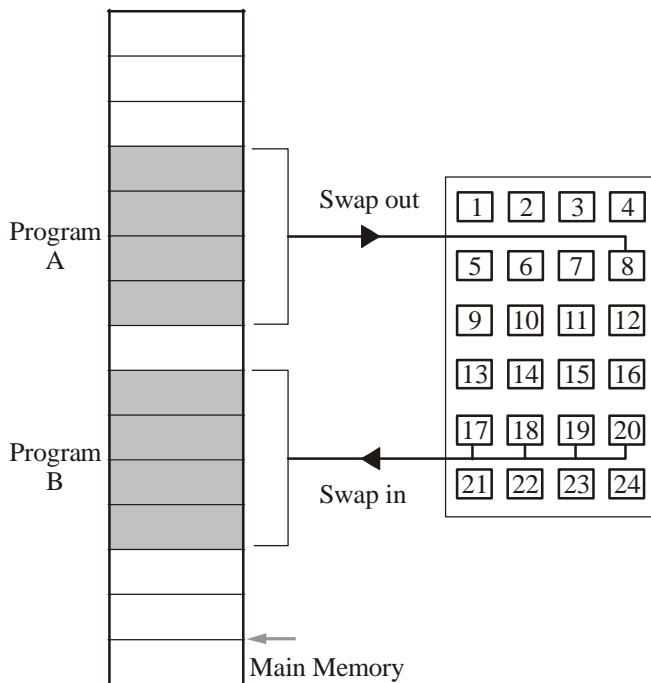 Program
A
Swap out
1 2 3 4
5 6 7 8
9 10 11 12
13 14 15 16
17 18 19 20
21 22 23 24
Program
B
Swap in
Main Memory